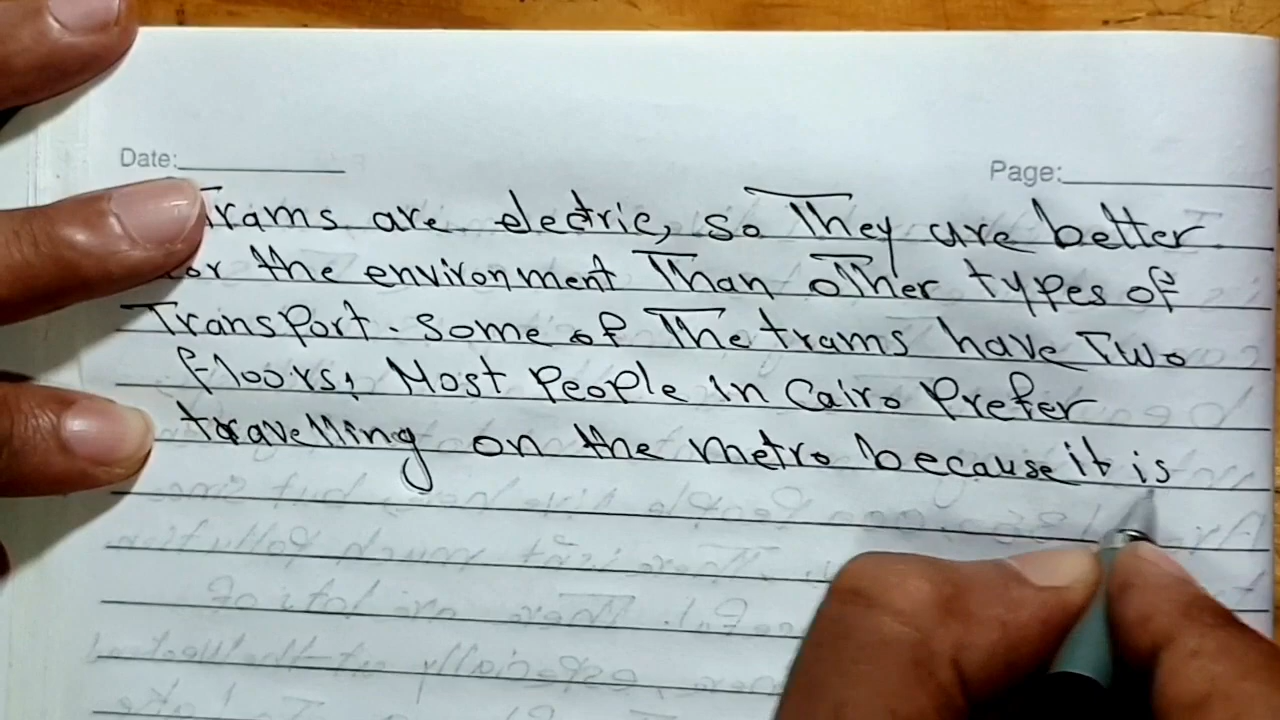 Date:
Page:
Trams are electric, so They are better
for the environment Than other types of
Transport. Some of The trams have Two
floors, Most People in Cairo Prefer
travelling on the metro because it is